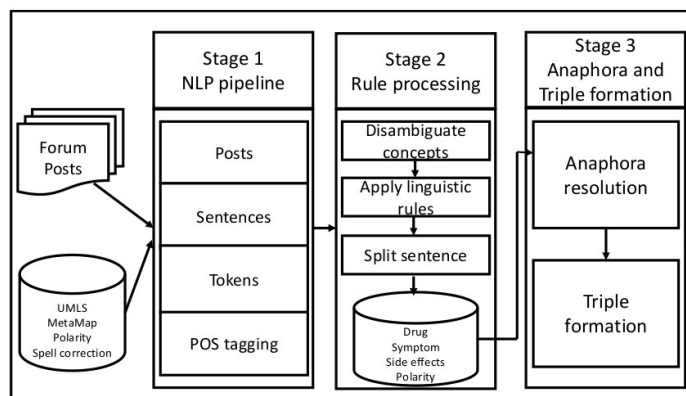 Forum
Posts
UMLS
MetaMap
Polarity
Spell correction
Stage 1
NLP pipeline
Posts
Sentences
Tokens
POS tagging
Stage 2
Rule processing
Disambiguate
concepts
Apply linguistic
rules
Split sentence
Drug
Symptom
Side effects
Polarity
Stage 3
Anaphora and
Triple formation
Anaphora
resolution
Triple
formation